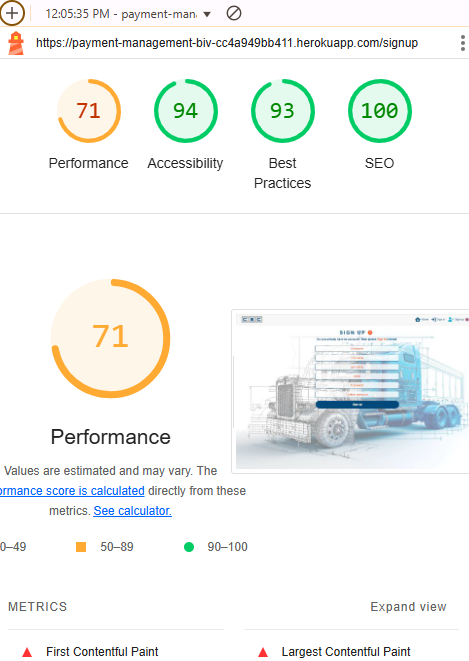 12:05:35 PM - payment-man
https://payment-management-biv-cc4a949bb411.herokuapp.com/signup
71
94
93
100
Performance
Accessibility
Best
Practices
SEO
71
SIGN UP
Performance
Values are estimated and may vary. The
ormance score is calculated directly from these
metrics. See calculator.
0–49
50–89
90–100
METRICS
Expand view
First Contentful Paint
Largest Contentful Paint